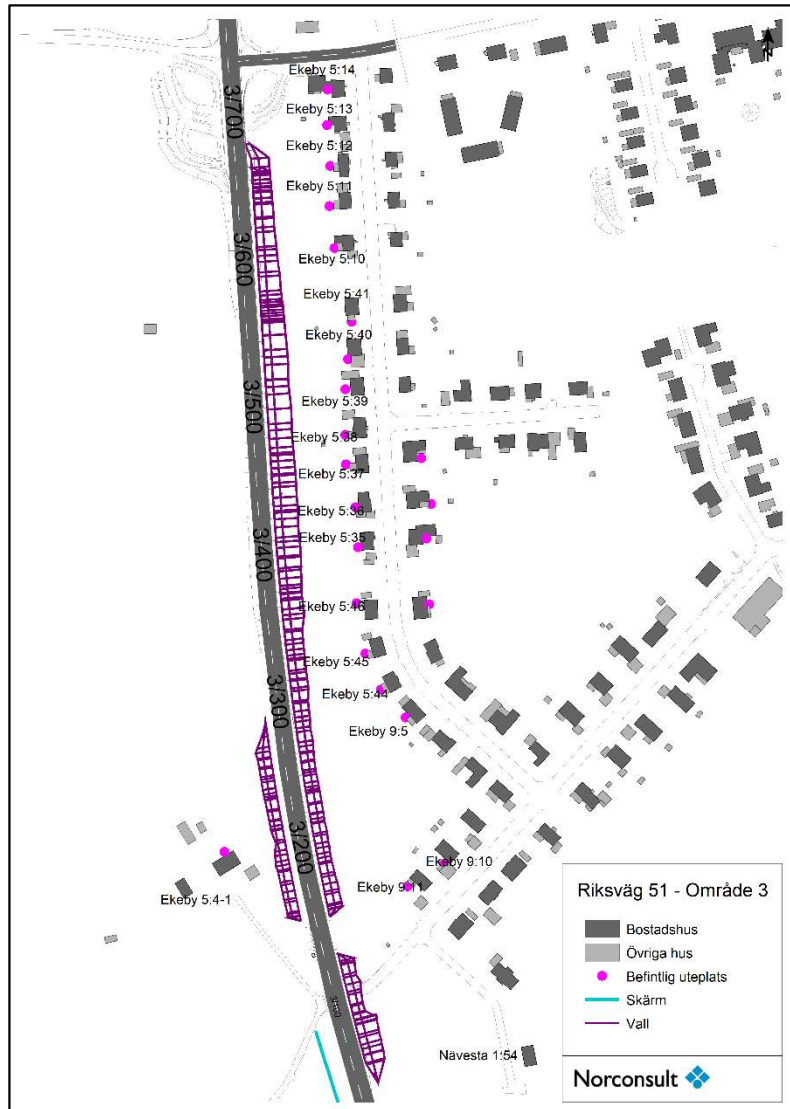 Ekeby 5:14
3/700
Ekeby 5:13
Ekeby 5:12
Ekeby 5:11
3/600
Ekeby 5:10
Ekeby 5:41
Ekeby 5:40
3/500
Ekeby 5:39
Ekeby 5:38
Ekeby 5:37
Ekeby 5:36
3/400
Ekeby 5:35
Ekeby 5:46
Ekeby 5:45
3/300
Ekeby 5:44
Ekeby 9:5
3/200
Ekeby 9:10
Ekeby 9:11
Ekeby 5:4-1
Nävesta 1:54
Riksväg 51 - Område 3
Bostadshus
Övriga hus
Befintlig uteplats
Skärm
Vall
Norconsult